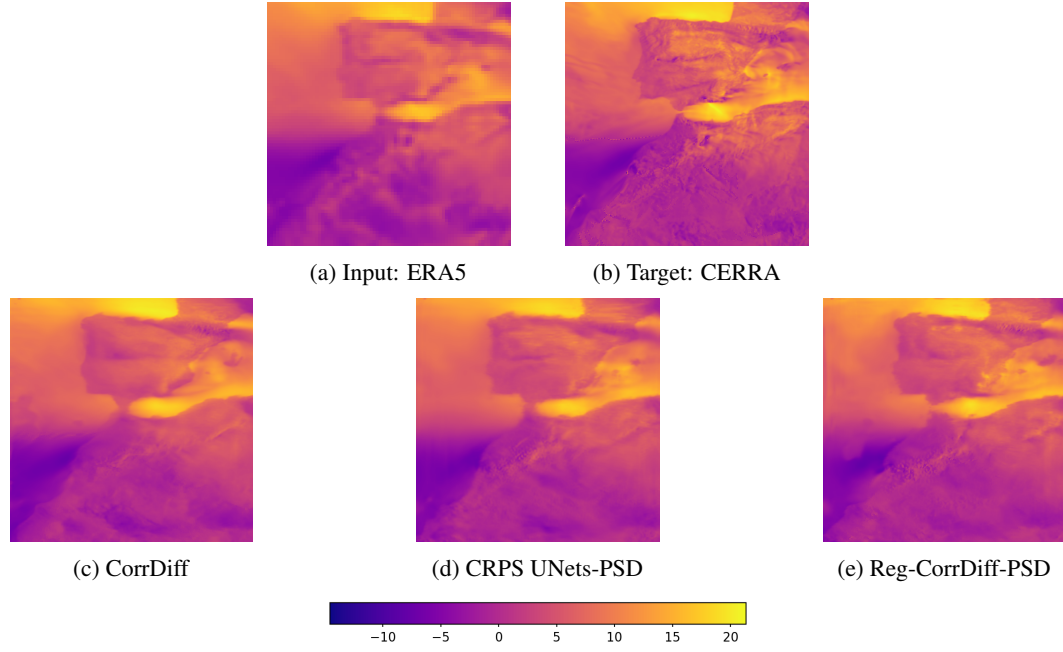 (a) Input: ERA5
(b) Target: CERRA
(c) CorrDiff
(d) CRPS UNets-PSD
(e) Reg-CorrDiff-PSD
−10 −5 0 5 10 15 20